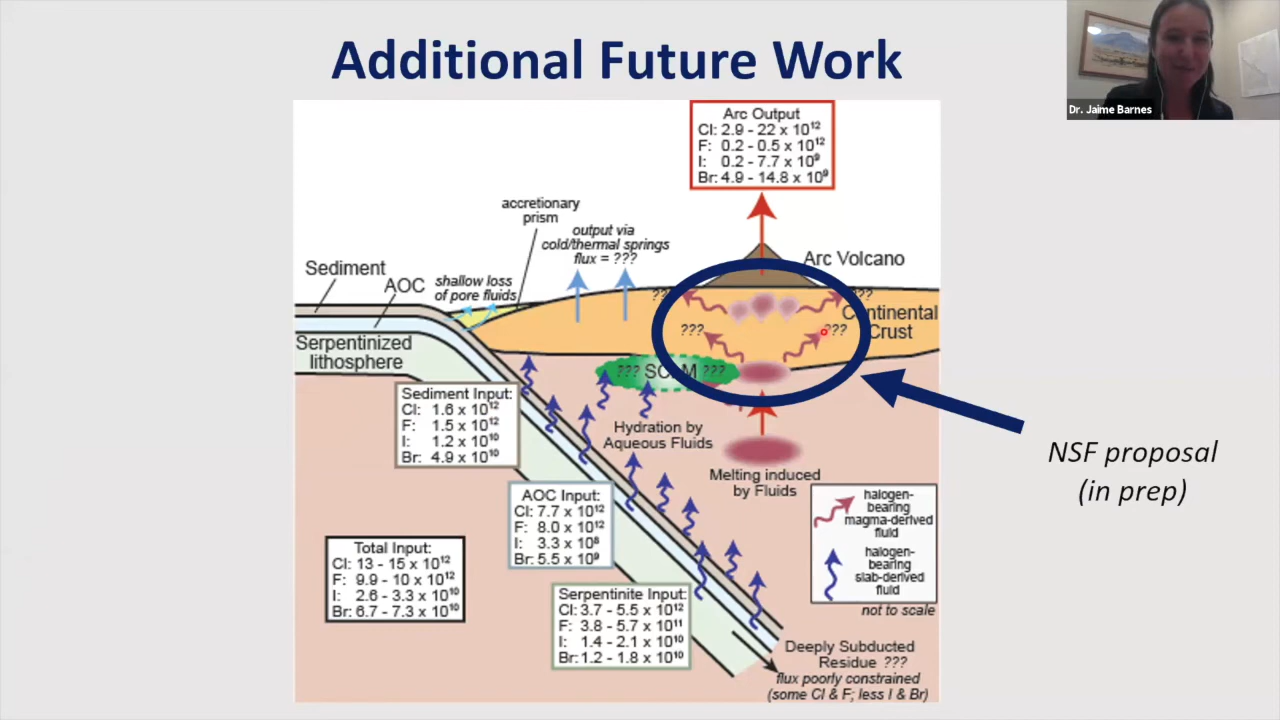 Additional Future Work
Dr. Jaime Barnes
Arc Output
Cl: 2.9 - 22 x 10¹²
F: 0.2 - 0.5 x 10¹²
I: 0.2 - 7.7 x 10⁹
Br: 4.9 - 14.8 x 10⁹
accretionary
prism
output via
cold/thermal springs
flux = ???
Arc Volcano
Sediment
AOC
shallow loss
of pore fluids
???
???
Continental
Crust
???
???
Serpentinized
lithosphere
??? SCLM ???
Sediment Input:
Cl: 1.6 x 10¹²
F: 1.5 x 10¹²
I: 1.2 x 10¹⁰
Br: 4.9 x 10¹⁰
Hydration by
Aqueous Fluids
Melting induced
by Fluids
NSF proposal
(in prep)
AOC Input:
Cl: 7.7 x 10¹²
F: 8.0 x 10¹²
I: 3.3 x 10⁸
Br: 5.5 x 10⁹
halogen-
bearing
magma-derived
fluid
halogen-
bearing
slab-derived
fluid
not to scale
Total Input:
Cl: 13 - 15 x 10¹²
F: 9.9 - 10 x 10¹²
I: 2.6 - 3.3 x 10¹⁰
Br: 6.7 - 7.3 x 10¹⁰
Serpentinite Input:
Cl: 3.7 - 5.5 x 10¹²
F: 3.8 - 5.7 x 10¹¹
I: 1.4 - 2.1 x 10¹⁰
Br: 1.2 - 1.8 x 10¹⁰
Deeply Subducted
Residue ???
flux poorly constrained
(some Cl & F; less I & Br)